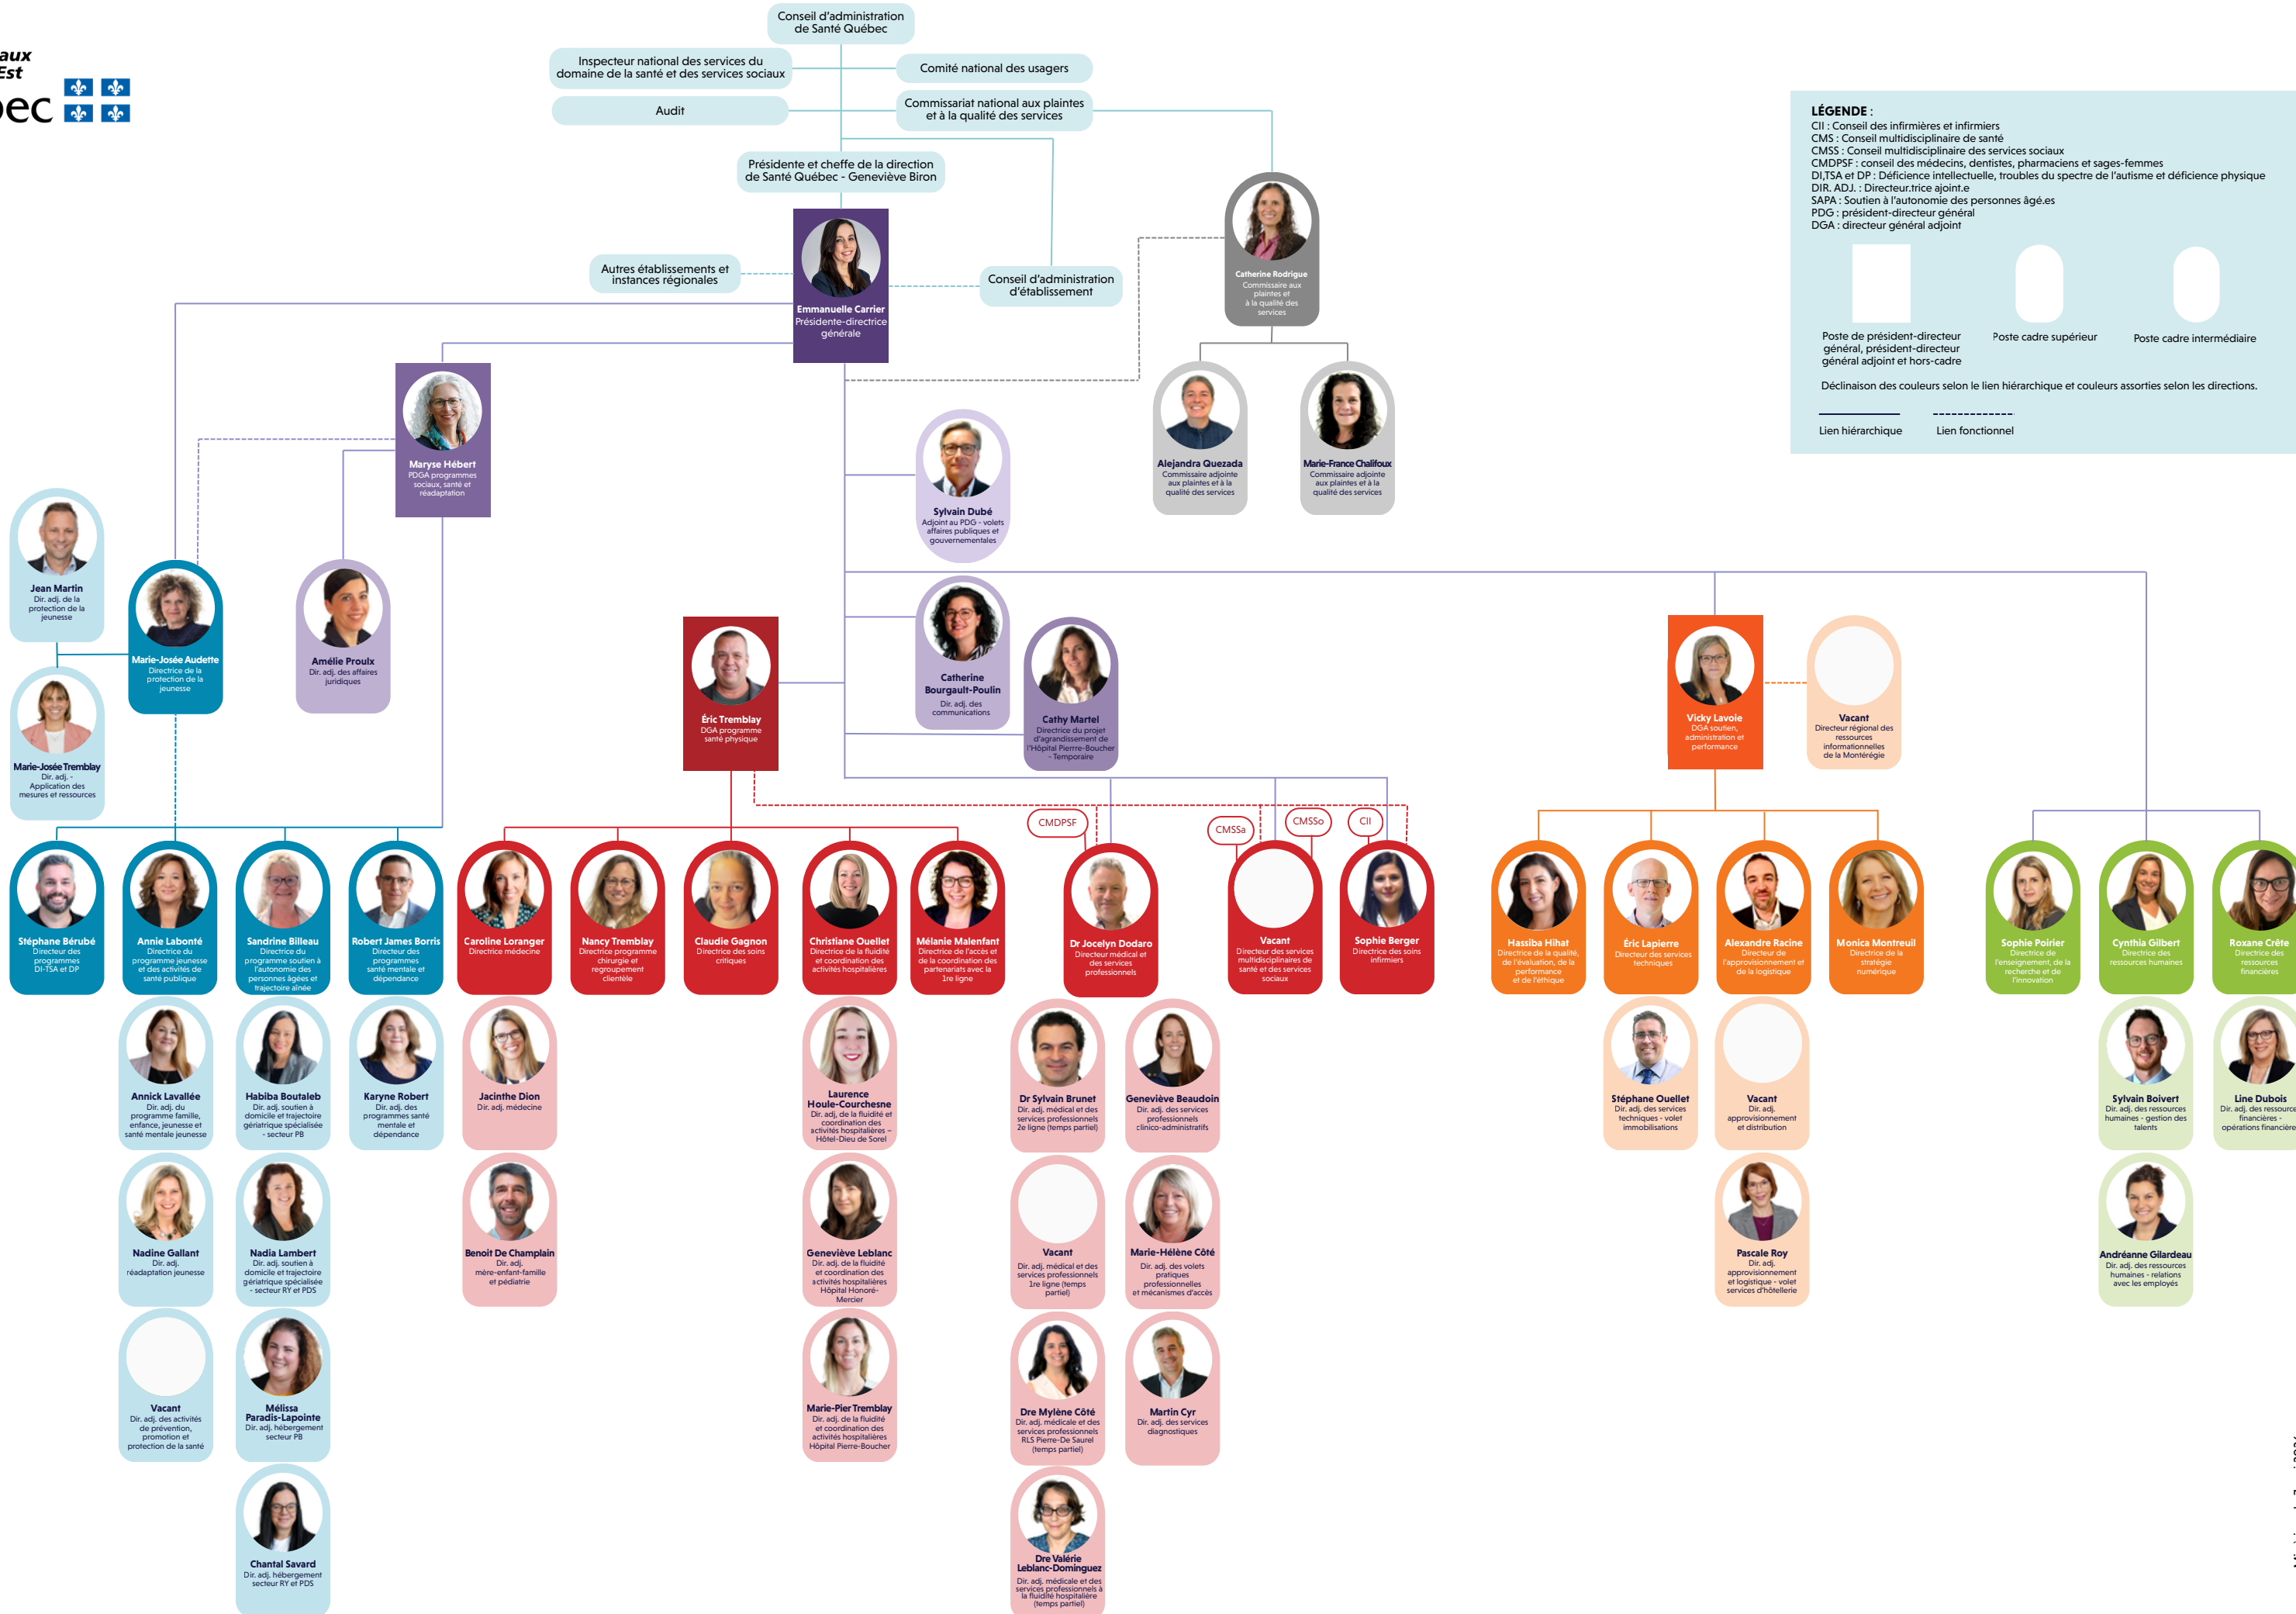 aux
Est
bec
Conseil d'administration
de Santé Québec
Inspecteur national des services du
domaine de la santé et des services sociaux
Comité national des usagers
Audit
Commissariat national aux plaintes
et à la qualité des services
Présidente et cheffe de la direction
de Santé Québec - Geneviève Biron
Autres établissements et
instances régionales
Conseil d'administration
d'établissement
Emmanuelle Carrier
Présidente-directrice
générale
Catherine Rodrigue
Commissaire aux
plaintes et
à la qualité des
services
Alejandra Quezada
Commissaire adjointe
aux plaintes et à la
qualité des services
Marie-France Chalifoux
Commissaire adjointe
aux plaintes et à la
qualité des services
LÉGENDE :
CII : Conseil des infirmières et infirmiers
CMS : Conseil multidisciplinaire de santé
CMSS : Conseil multidisciplinaire des services sociaux
CMDPSF : conseil des médecins, dentistes, pharmaciens et sages-femmes
DI,TSA et DP : Déficience intellectuelle, troubles du spectre de l'autisme et déficience physique
DIR. ADJ. : Directeur.trice ajoint.e
SAPA : Soutien à l'autonomie des personnes âgé.es
PDG : président-directeur général
DGA : directeur général adjoint
Poste de président-directeur
général, président-directeur
général adjoint et hors-cadre
Poste cadre supérieur
Poste cadre intermédiaire
Déclinaison des couleurs selon le lien hiérarchique et couleurs assorties selon les directions.
Lien hiérarchique
Lien fonctionnel
Maryse Hébert
PDGA programmes
sociaux, santé et
réadaptation
Sylvain Dubé
Adjoint au PDG - volets
affaires publiques et
gouvernementales
Jean Martin
Dir. adj. de la
protection de la
jeunesse
Marie-Josée Audette
Directrice de la
protection de la
jeunesse
Amélie Proulx
Dir. adj. des affaires
juridiques
Marie-Josée Tremblay
Dir. adj. -
Application des
mesures et ressources
Éric Tremblay
DGA programme
santé physique
Catherine
Bourgault-Poulin
Dir. adj. des
communications
Cathy Martel
Directrice du projet
d'agrandissement de
l'Hôpital Pierrre-Boucher
- Temporaire
Vicky Lavoie
DGA soutien,
administration et
performance
Vacant
Directeur régional des
ressources
informationnelles
de la Montérégie
CMDPSF
CMSSa
CMSSo
CII
Stéphane Bérubé
Directeur des
programmes
DI-TSA et DP
Annie Labonté
Directrice du
programme jeunesse
et des activités de
santé publique
Sandrine Billeau
Directrice du
programme soutien à
l'autonomie des
personnes âgées et
trajectoire aînée
Robert James Borris
Directeur des
programmes
santé mentale et
dépendance
Caroline Loranger
Directrice médecine
Nancy Tremblay
Directrice programme
chirurgie et
regroupement
clientèle
Claudie Gagnon
Directrice des soins
critiques
Christiane Ouellet
Directrice de la fluidité
et coordination des
activités hospitalières
Mélanie Malenfant
Directrice de l'accès et
de la coordination des
partenariats avec la
1re ligne
Dr Jocelyn Dodaro
Directeur médical et
des services
professionnels
Vacant
Directeur des services
multidisciplinaires de
santé et des services
sociaux
Sophie Berger
Directrice des soins
infirmiers
Hassiba Hihat
Directrice de la qualité,
de l'évaluation, de la
performance
et de l'éthique
Éric Lapierre
Directeur des services
techniques
Alexandre Racine
Directeur de
l'approvisionnement et
de la logistique
Monica Montreuil
Directrice de la
stratégie
numérique
Sophie Poirier
Directrice de
l'enseignement, de la
recherche et de
l'innovation
Cynthia Gilbert
Directrice des
ressources humaines
Roxane Crête
Directrice des
ressources
financières
Annick Lavallée
Dir. adj. du
programme famille,
enfance, jeunesse et
santé mentale jeunesse
Habiba Boutaleb
Dir. adj. soutien à
domicile et trajectoire
gériatrique spécialisée
- secteur PB
Karyne Robert
Dir. adj. des
programmes santé
mentale et
dépendance
Jacinthe Dion
Dir. adj. médecine
Laurence
Houle-Courchesne
Dir. adj, de la fluidité et
coordination des
activités hospitalières –
Hôtel-Dieu de Sorel
Dr Sylvain Brunet
Dir. adj. médical et des
services professionnels
2e ligne (temps partiel)
Geneviève Beaudoin
Dir. adj. des services
professionnels
clinico-administratifs
Stéphane Ouellet
Dir. adj. des services
techniques - volet
immobilisations
Vacant
Dir. adj.
approvisionnement
et distribution
Sylvain Boivert
Dir. adj. des ressources
humaines - gestion des
talents
Line Dubois
Dir. adj. des ressource
financières -
opérations financière
Nadine Gallant
Dir. adj.
réadaptation jeunesse
Nadia Lambert
Dir. adj. soutien à
domicile et trajectoire
gériatrique spécialisée
- secteur RY et PDS
Benoit De Champlain
Dir. adj.
mère-enfant-famille
et pédiatrie
Geneviève Leblanc
Dir. adj. de la fluidité
et coordination des
activités hospitalières
Hôpital Honoré-
Mercier
Vacant
Dir. adj. médical et des
services professionnels
1re ligne (temps
partiel)
Marie-Hélène Côté
Dir. adj. des volets
pratiques
professionnelles
et mécanismes d'accès
Pascale Roy
Dir. adj.
approvisionnement
et logistique - volet
services d'hôtellerie
Andréanne Gilardeau
Dir. adj. des ressources
humaines - relations
avec les employés
Vacant
Dir. adj. des activités
de prévention,
promotion et
protection de la santé
Mélissa
Paradis-Lapointe
Dir. adj. hébergement
secteur PB
Marie-Pier Tremblay
Dir. adj. de la fluidité
et coordination des
activités hospitalières
Hôpital Pierre-Boucher
Dre Mylène Côté
Dir. adj. médicale et des
services professionnels
RLS Pierre-De Saurel
(temps partiel)
Martin Cyr
Dir. adj. des services
diagnostiques
Chantal Savard
Dir. adj. hébergement
secteur RY et PDS
Dre Valérie
Leblanc-Dominguez
Dir. adj. médicale et des
services professionnels à
la fluidité hospitalière
(temps partiel)